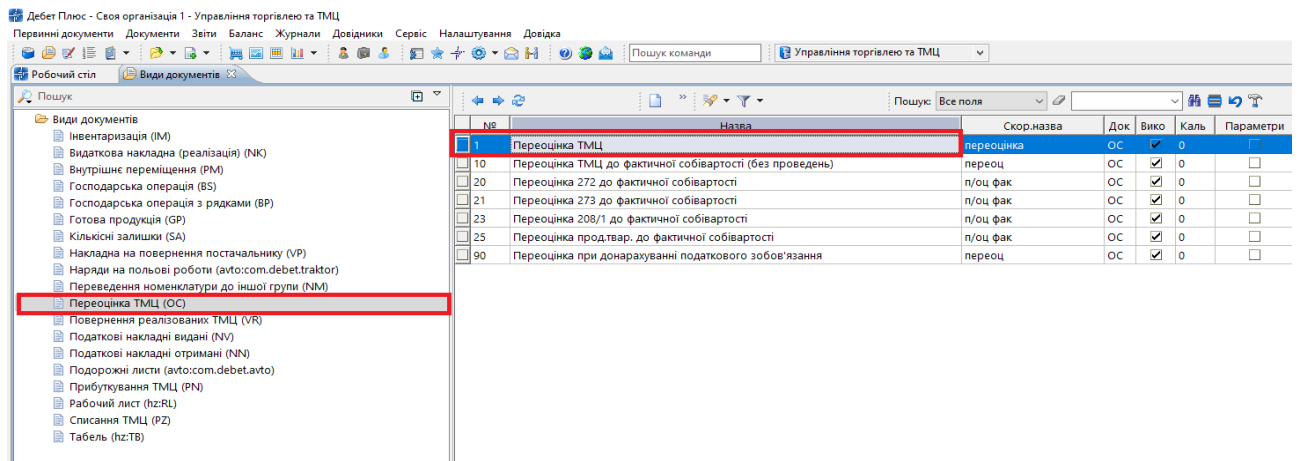 Дебет Плюс - Своя організація 1 - Управління торгівлею та ТМЦ
Первинні документи Документи Звіти Баланс Журнали Довідники Сервіс Налаштування Довідка
Пошук команди Управління торгівлею та ТМЦ
Робочий стіл Види документів
Пошук
Пошук: Все поля
Види документів
Інвентаризація (IM)
Видаткова накладна (реалізація) (NK)
Внутрішнє переміщення (PM)
Господарська операція (BS)
Господарська операція з рядками (BP)
Готова продукція (GP)
Кількісні залишки (SA)
Накладна на повернення постачальнику (VP)
Наряди на польові роботи (avto:com.debet.traktor)
Переведення номенклатури до іншої групи (NM)
Переоцінка ТМЦ (OC)
Повернення реалізованих ТМЦ (VR)
Податкові накладні видані (NV)
Податкові накладні отримані (NN)
Подорожні листи (avto:com.debet.avto)
Прибуткування ТМЦ (PN)
Рабочий лист (hz:RL)
Списання ТМЦ (PZ)
Табель (hz:TB)
№ Назва Скор.назва Док Вико Каль Параметри
1 Переоцінка ТМЦ переоцінка OC 0
10 Переоцінка ТМЦ до фактичної собівартості (без проведень) переоц OC 0
20 Переоцінка 272 до фактичної собівартості п/оц фак OC 0
21 Переоцінка 273 до фактичної собівартості п/оц фак OC 0
23 Переоцінка 208/1 до фактичної собівартості п/оц фак OC 0
25 Переоцінка прод.твар. до фактичної собівартості п/оц фак OC 0
90 Переоцінка при донарахуванні податкового зобов'язання переоц OC 0